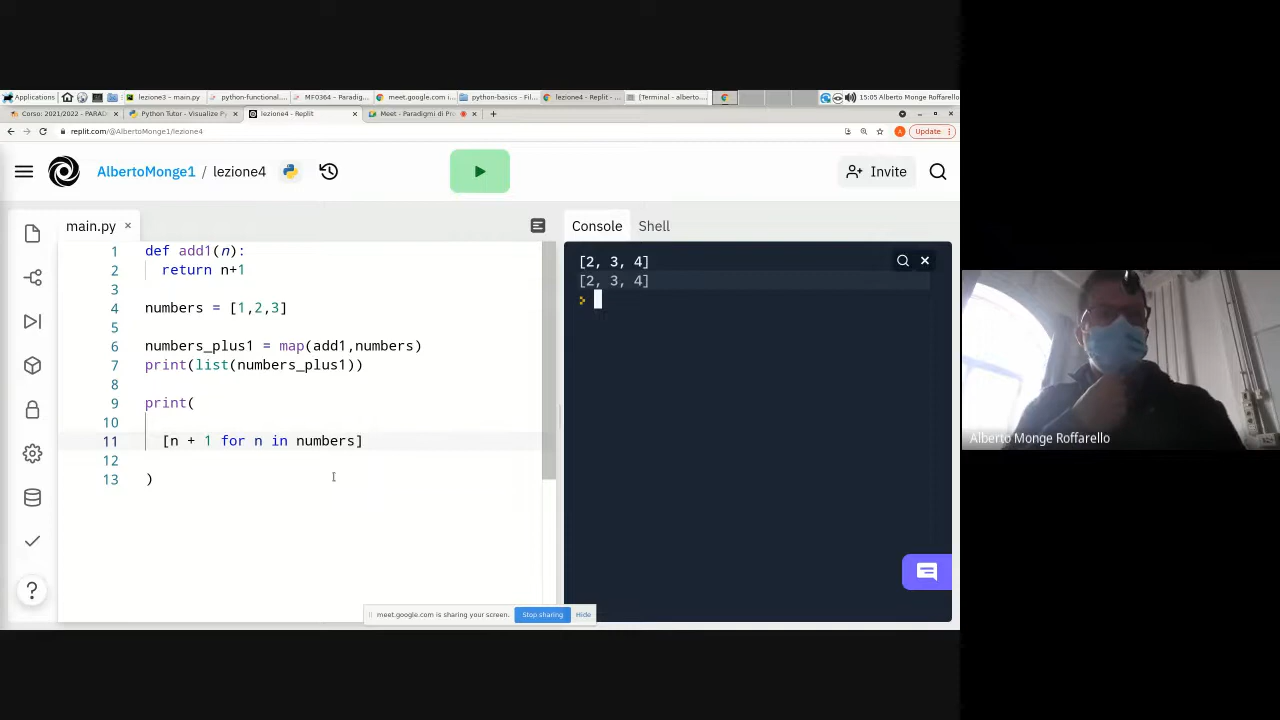 Applications
lezione3 - main.py
python-functional....
MF0364 - Paradig...
meet.google.com i...
python-basics - Fil...
lezione4 - Replit - ...
[Terminal - alberto...
15:05 Alberto Monge Roffarello
Corso: 2021/2022 - PARAD
Python Tutor - Visualize Py
lezione4 - Replit
Meet - Paradigmi di Pr
replit.com/@AlbertoMonge1/lezione4
A
Update
AlbertoMonge1 / lezione4
Invite
main.py
Console
Shell
1 def add1(n):
2 return n+1
3
4 numbers = [1,2,3]
5
6 numbers_plus1 = map(add1,numbers)
7 print(list(numbers_plus1))
8
9 print(
10
11 [n + 1 for n in numbers]
12
13 )
[2, 3, 4]
[2, 3, 4]
?
meet.google.com is sharing your screen.
Stop sharing
Hide
Alberto Monge Roffarello